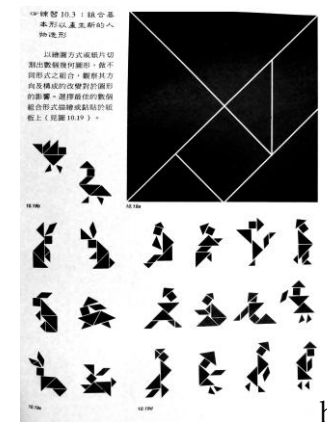 ☞練習 10.3：組合基
本形以產生新的人
物造形
以繪圖方式或紙片切
割出數個幾何圖形，做不
同形式之組合，觀察其方
向及構成的改變對於圖形
的影響。選擇最佳的數個
組合形式描繪或黏貼於紙
板上（見圖10.19）。
10.19b
10.19a
10.19c
10.19d
h